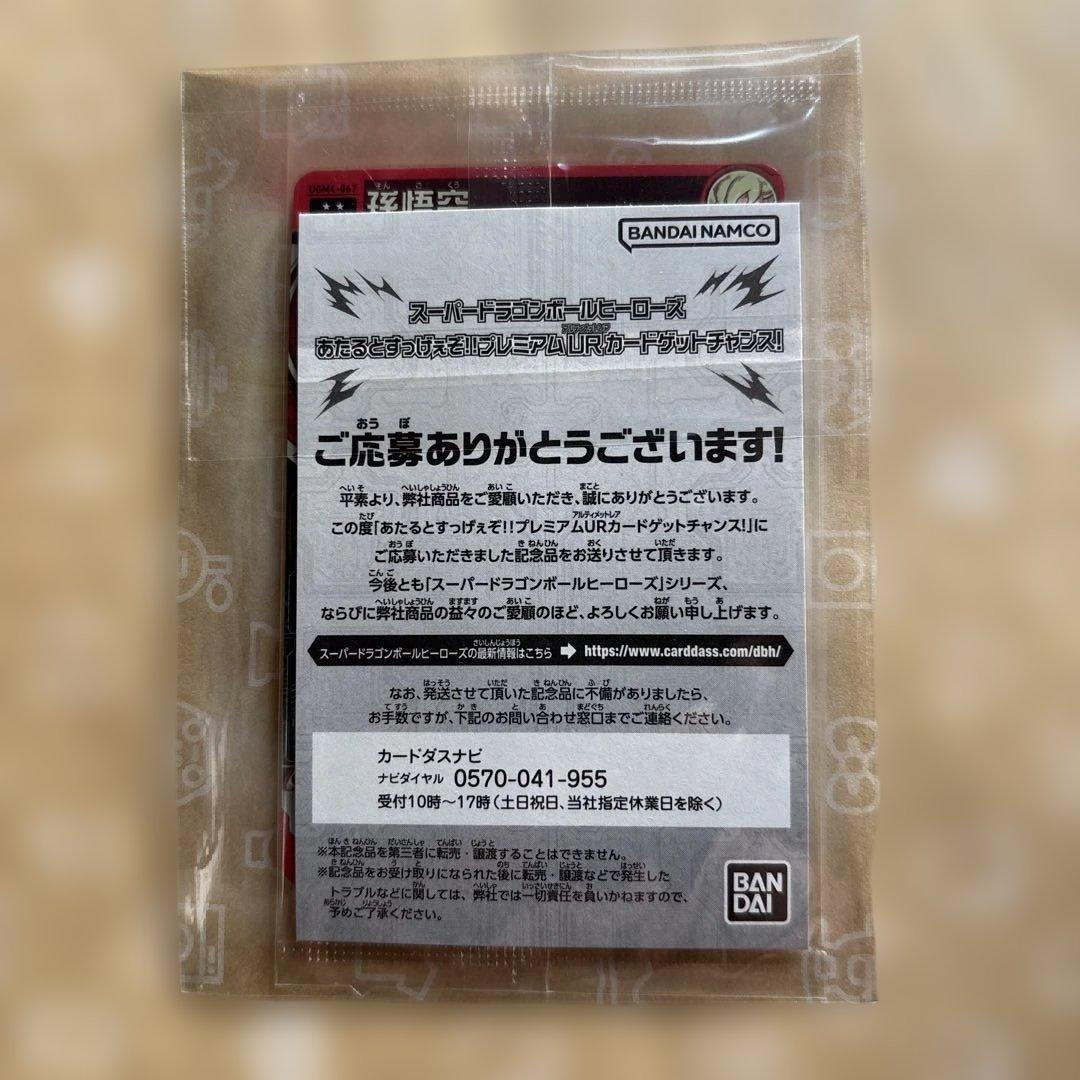 UGM4-067
孫悟空
BANDAI NAMCO
スーパードラゴンボールヒーローズ
あたるとすっげぇぞ!!プレミアムURカードゲットチャンス!
ご応募ありがとうございます!
平素より、弊社商品をご愛顧いただき、誠にありがとうございます。
この度「あたるとすっげぇぞ!!プレミアムURカードゲットチャンス!」に
ご応募いただきました記念品をお送りさせて頂きます。
今後とも「スーパードラゴンボールヒーローズ」シリーズ、
ならびに弊社商品の益々のご愛顧のほど、よろしくお願い申し上げます。
スーパードラゴンボールヒーローズの最新情報はこちら ➡ https://www.carddass.com/dbh/
なお、発送させて頂いた記念品に不備がありましたら、
お手数ですが、下記のお問い合わせ窓口までご連絡ください。
カードダスナビ
ナビダイヤル 0570-041-955
受付10時〜17時(土日祝日、当社指定休業日を除く)
※本記念品を第三者に転売・譲渡することはできません。
※記念品をお受け取りになられた後に転売・譲渡などで発生した
トラブルなどに関しては、弊社では一切責任を負いかねますので、
予めご了承ください。
BAN
DAI